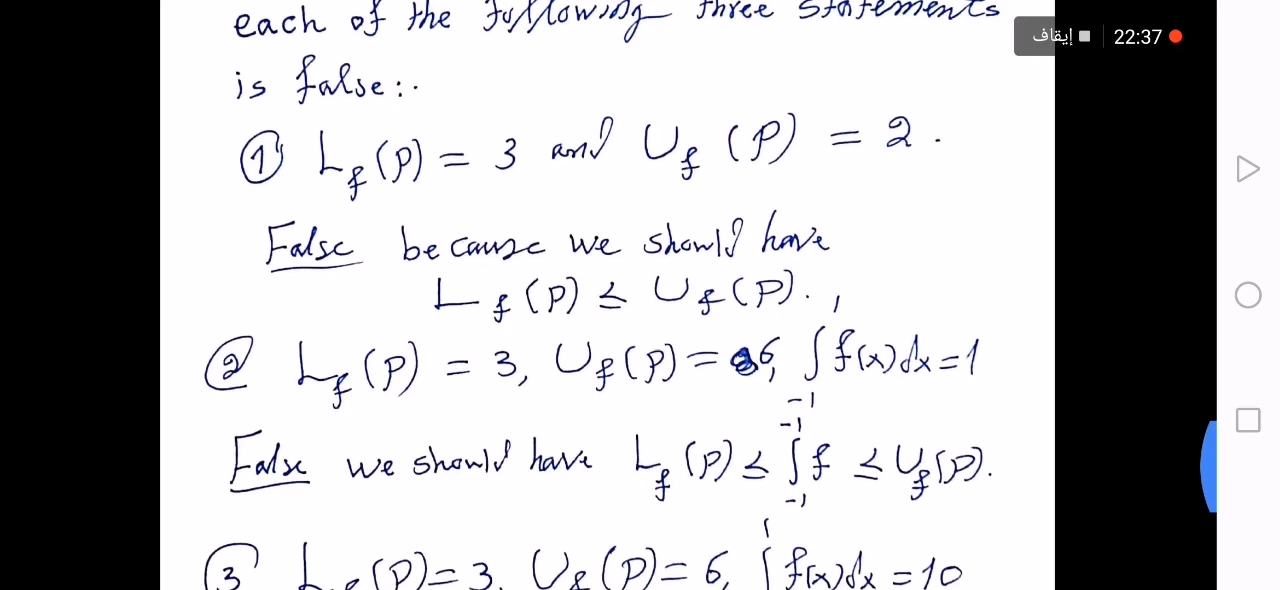 each of the following three statements
is false:.
① L_f(P) = 3 and U_f(P) = 2.
False because we should have
L_f(P) ≤ U_f(P).
② L_f(P) = 3, U_f(P) = 6, ∫_{-1}^{1} f(x)dx = 1
False we should have L_f(P) ≤ ∫_{-1}^{-1} f ≤ U_f(P).
③ L_f(P) = 3, U_f(P) = 6, ∫^{1} f(x)dx = 10
إيقاف 22:37